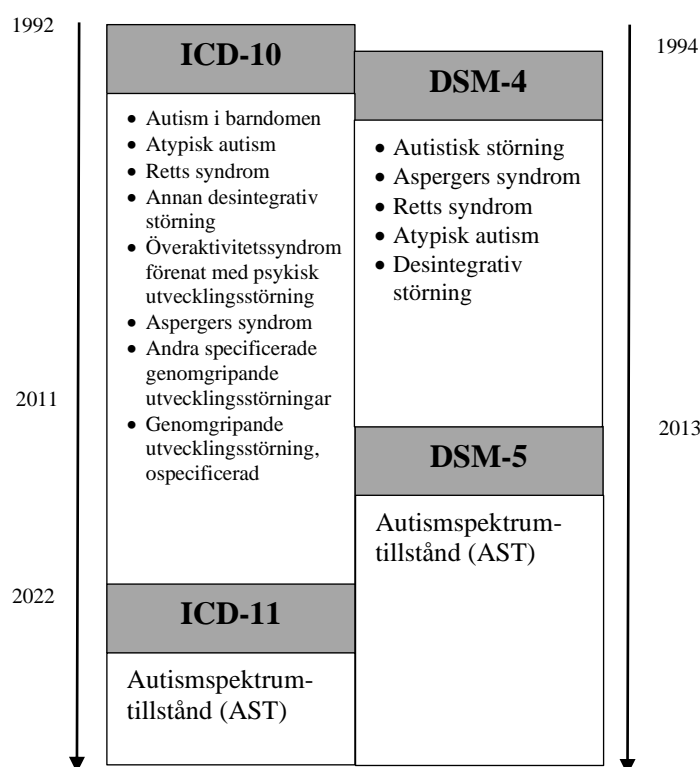 1992
ICD-10
• Autism i barndomen
• Atypisk autism
• Retts syndrom
• Annan desintegrativ
störning
• Överaktivitetssyndrom
förenat med psykisk
utvecklingsstörning
• Aspergers syndrom
• Andra specificerade
genomgripande
utvecklingsstörningar
• Genomgripande
utvecklingsstörning,
ospecificerad
2011
2022
ICD-11
Autismspektrum-
tillstånd (AST)
1994
DSM-4
• Autistisk störning
• Aspergers syndrom
• Retts syndrom
• Atypisk autism
• Desintegrativ
störning
2013
DSM-5
Autismspektrum-
tillstånd (AST)